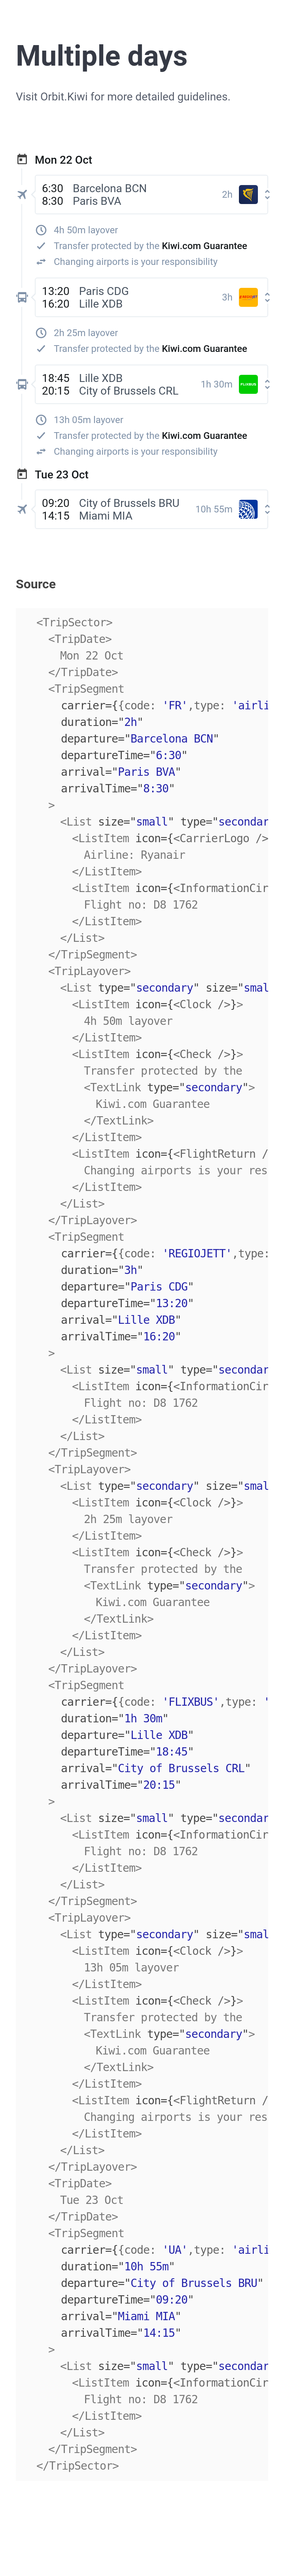 Multiple days
Visit Orbit.Kiwi for more detailed guidelines.
Mon 22 Oct
6:30 Barcelona BCN
8:30 Paris BVA
2h
4h 50m layover
Transfer protected by the Kiwi.com Guarantee
Changing airports is your responsibility
13:20 Paris CDG
16:20 Lille XDB
3h
2h 25m layover
Transfer protected by the Kiwi.com Guarantee
18:45 Lille XDB
20:15 City of Brussels CRL
1h 30m
FLIXBUS
13h 05m layover
Transfer protected by the Kiwi.com Guarantee
Changing airports is your responsibility
Tue 23 Oct
09:20 City of Brussels BRU
14:15 Miami MIA
10h 55m
Source
<TripSector>
<TripDate>
Mon 22 Oct
</TripDate>
<TripSegment
carrier={{code: 'FR',type: 'airli
duration="2h"
departure="Barcelona BCN"
departureTime="6:30"
arrival="Paris BVA"
arrivalTime="8:30"
>
<List size="small" type="secondar
<ListItem icon={<CarrierLogo />
Airline: Ryanair
</ListItem>
<ListItem icon={<InformationCir
Flight no: D8 1762
</ListItem>
</List>
</TripSegment>
<TripLayover>
<List type="secondary" size="smal
<ListItem icon={<Clock />}>
4h 50m layover
</ListItem>
<ListItem icon={<Check />}>
Transfer protected by the
<TextLink type="secondary">
Kiwi.com Guarantee
</TextLink>
</ListItem>
<ListItem icon={<FlightReturn /
Changing airports is your res
</ListItem>
</List>
</TripLayover>
<TripSegment
carrier={{code: 'REGIOJETT',type:
duration="3h"
departure="Paris CDG"
departureTime="13:20"
arrival="Lille XDB"
arrivalTime="16:20"
>
<List size="small" type="secondar
<ListItem icon={<InformationCir
Flight no: D8 1762
</ListItem>
</List>
</TripSegment>
<TripLayover>
<List type="secondary" size="smal
<ListItem icon={<Clock />}>
2h 25m layover
</ListItem>
<ListItem icon={<Check />}>
Transfer protected by the
<TextLink type="secondary">
Kiwi.com Guarantee
</TextLink>
</ListItem>
</List>
</TripLayover>
<TripSegment
carrier={{code: 'FLIXBUS',type: '
duration="1h 30m"
departure="Lille XDB"
departureTime="18:45"
arrival="City of Brussels CRL"
arrivalTime="20:15"
>
<List size="small" type="secondar
<ListItem icon={<InformationCir
Flight no: D8 1762
</ListItem>
</List>
</TripSegment>
<TripLayover>
<List type="secondary" size="smal
<ListItem icon={<Clock />}>
13h 05m layover
</ListItem>
<ListItem icon={<Check />}>
Transfer protected by the
<TextLink type="secondary">
Kiwi.com Guarantee
</TextLink>
</ListItem>
<ListItem icon={<FlightReturn /
Changing airports is your res
</ListItem>
</List>
</TripLayover>
<TripDate>
Tue 23 Oct
</TripDate>
<TripSegment
carrier={{code: 'UA',type: 'airli
duration="10h 55m"
departure="City of Brussels BRU"
departureTime="09:20"
arrival="Miami MIA"
arrivalTime="14:15"
>
<List size="small" type="secondar
<ListItem icon={<InformationCir
Flight no: D8 1762
</ListItem>
</List>
</TripSegment>
</TripSector>